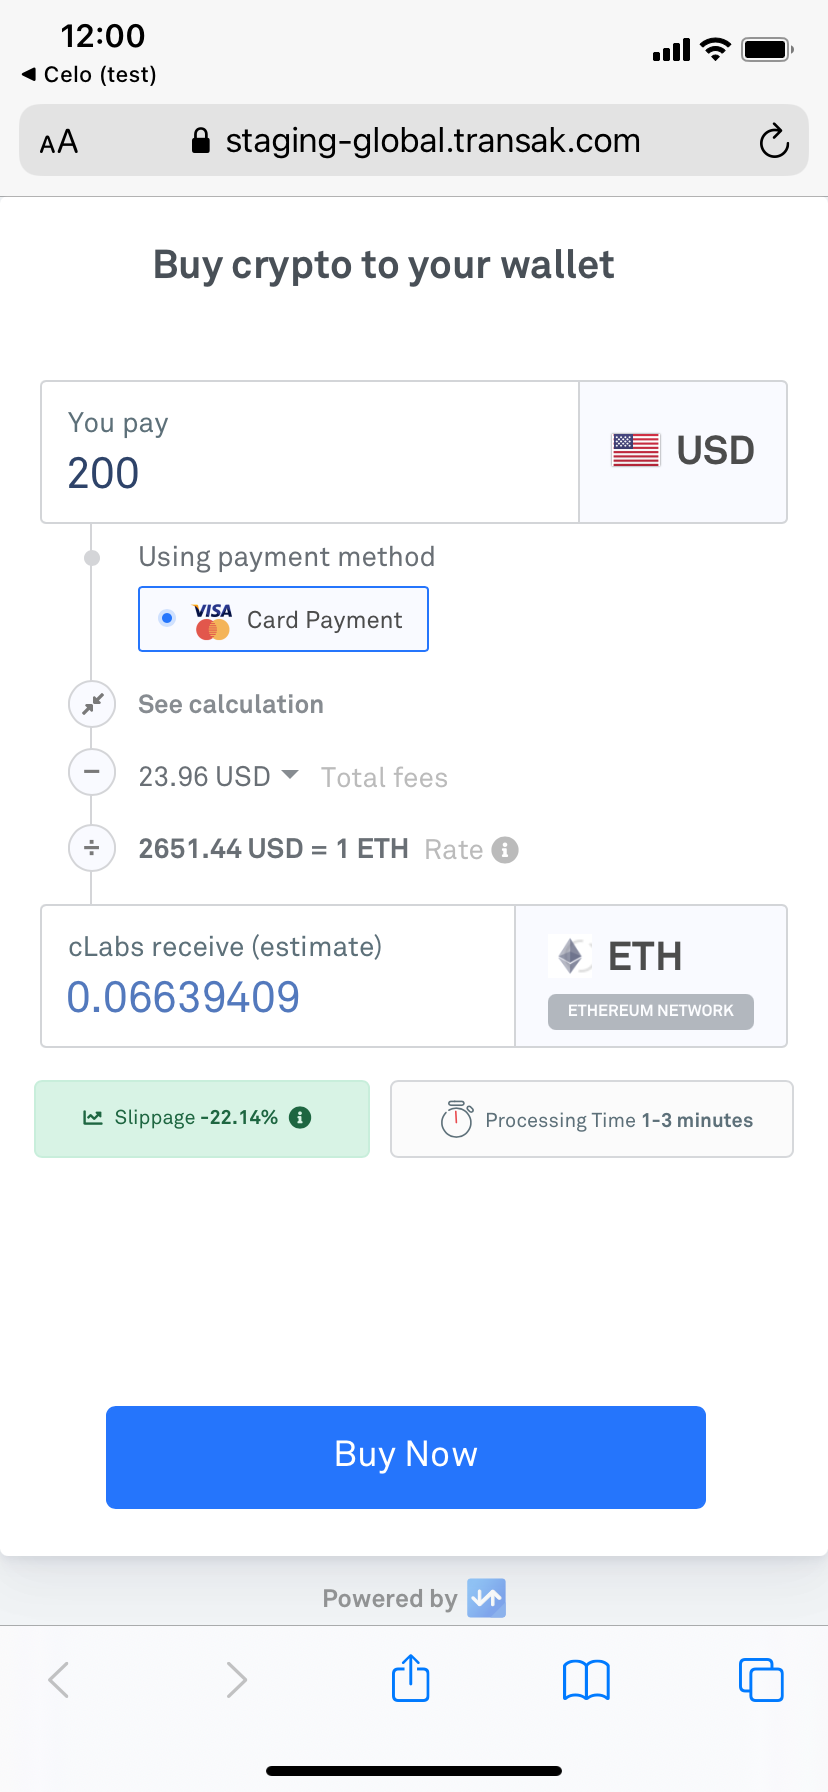 12:00
◀ Celo (test)
AA
staging-global.transak.com
Buy crypto to your wallet
You pay
200
USD
Using payment method
VISA
Card Payment
See calculation
23.96 USD
Total fees
2651.44 USD = 1 ETH
Rate
cLabs receive (estimate)
0.06639409
ETH
ETHEREUM NETWORK
Slippage -22.14%
Processing Time 1-3 minutes
Buy Now
Powered by